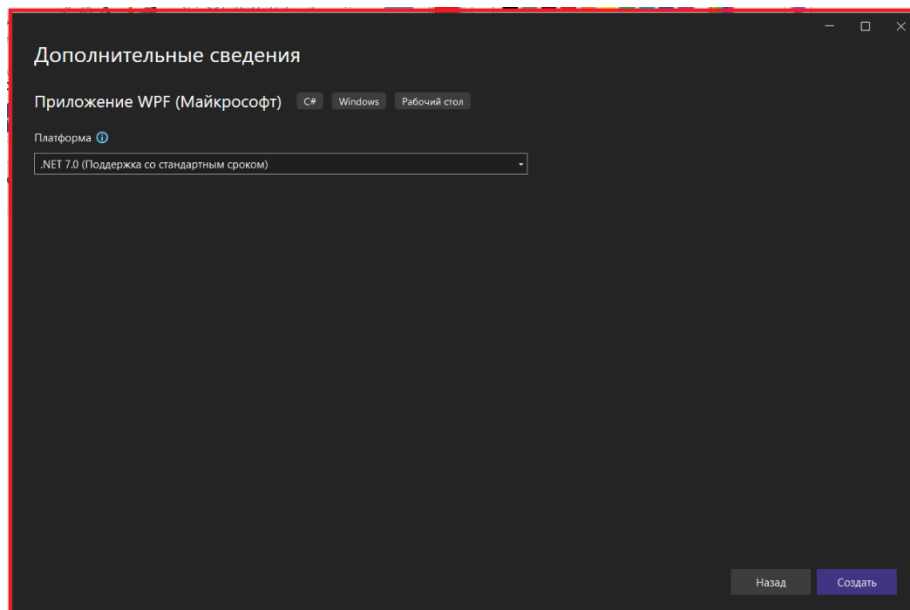 Дополнительные сведения
Приложение WPF (Майкрософт) C# Windows Рабочий стол
Платформа
.NET 7.0 (Поддержка со стандартным сроком)
Назад Создать